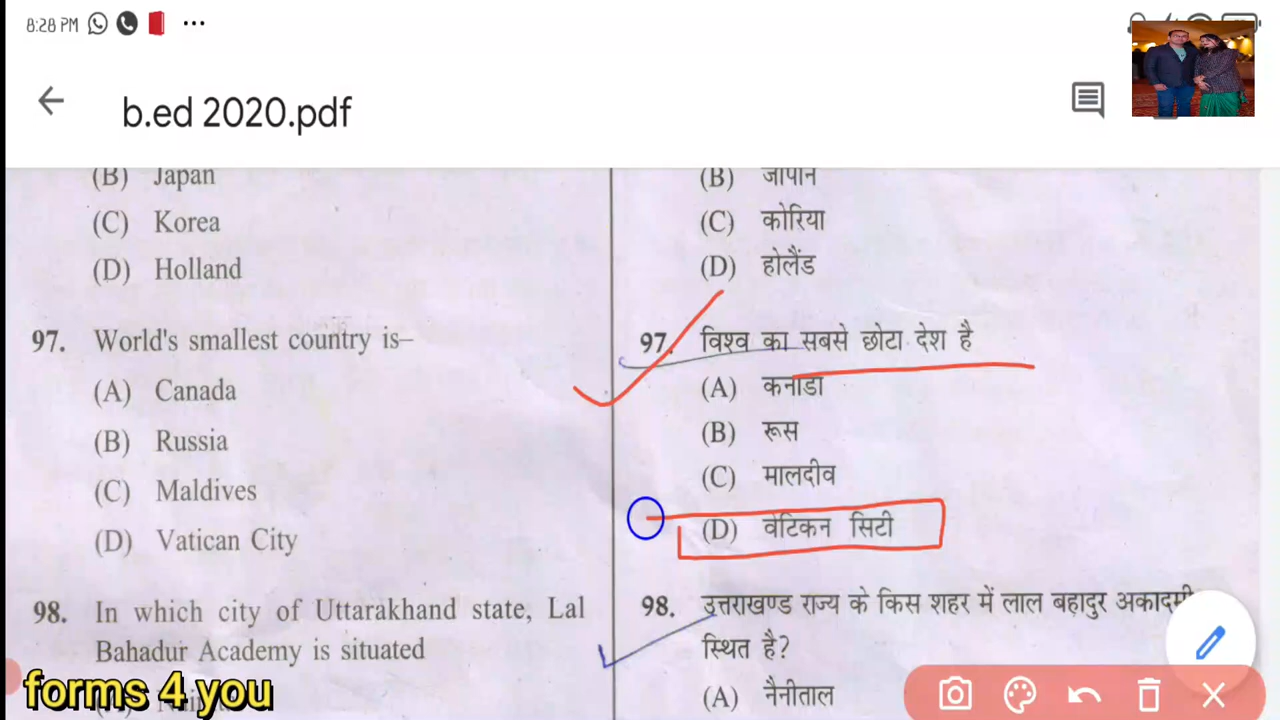 8:28 PM
b.ed 2020.pdf
(B) Japan
(C) Korea
(D) Holland
97. World's smallest country is–
(A) Canada
(B) Russia
(C) Maldives
(D) Vatican City
98. In which city of Uttarakhand state, Lal
Bahadur Academy is situated
(B) जापान
(C) कोरिया
(D) होलैंड
97. विश्व का सबसे छोटा देश है
(A) कनाडा
(B) रूस
(C) मालदीव
(D) वेटिकन सिटी
98. उत्तराखण्ड राज्य के किस शहर में लाल बहादुर अकादमी
स्थित है?
(A) नैनीताल
forms 4 you